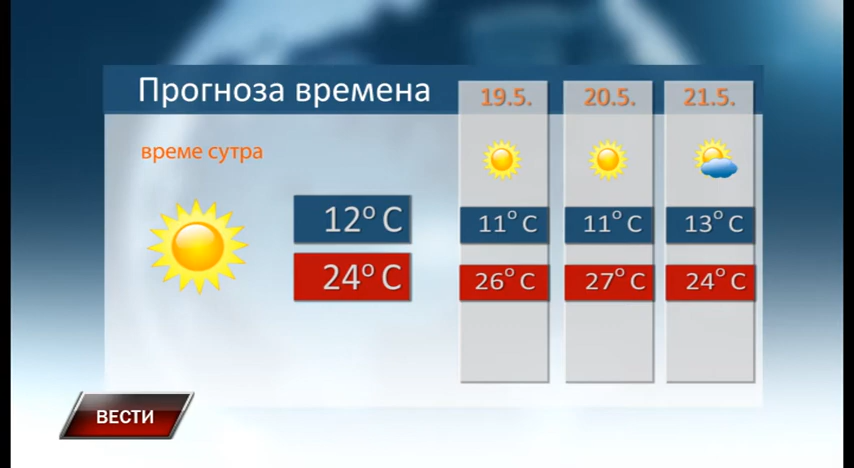 Прогноза времена
време сутра
12° C
24° C
19.5.
11° C
26° C
20.5.
11° C
27° C
21.5.
13° C
24° C
ВЕСТИ